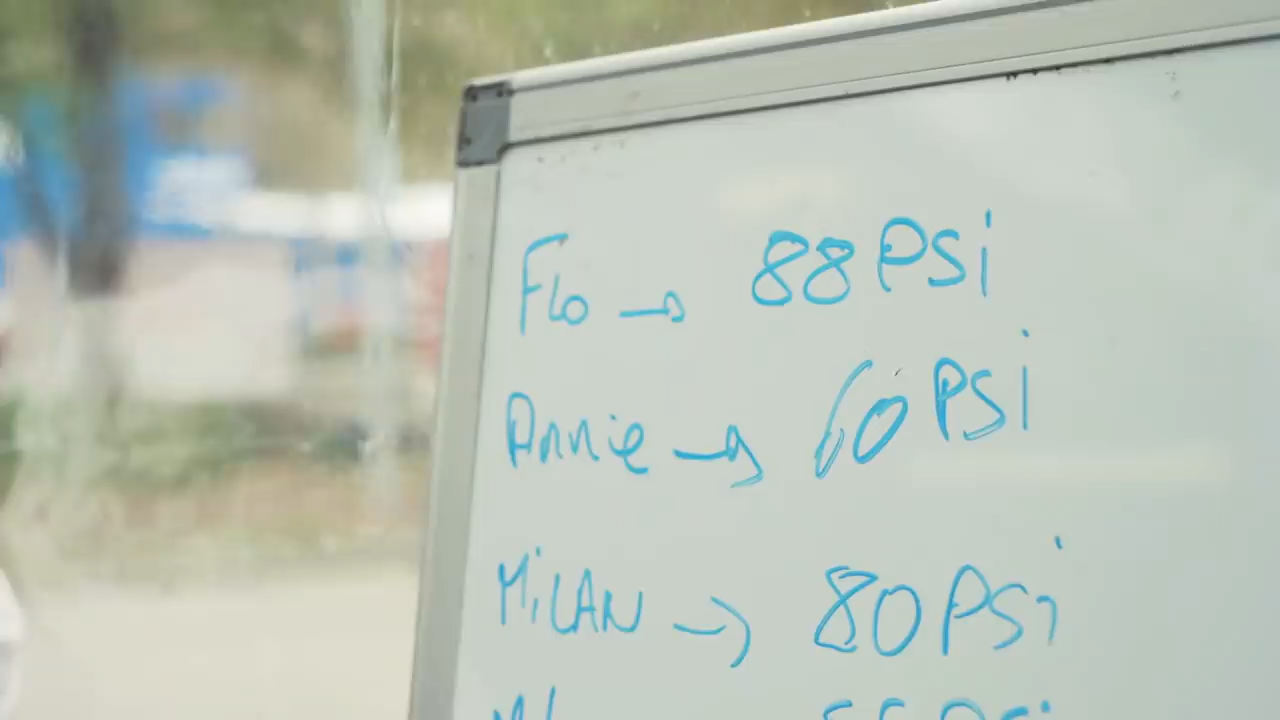 Flo → 88 PSi
Annie → 60 PSi
MiLAN → 80 PSi